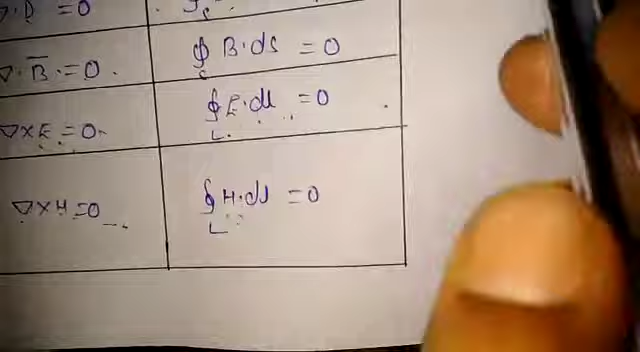 ∇·D = 0 ∮s
∇·B̅ = 0. ∮s B·ds = 0
∇×E = 0 ∮L E·dl = 0
∇×H = 0 ∮L H·dl = 0